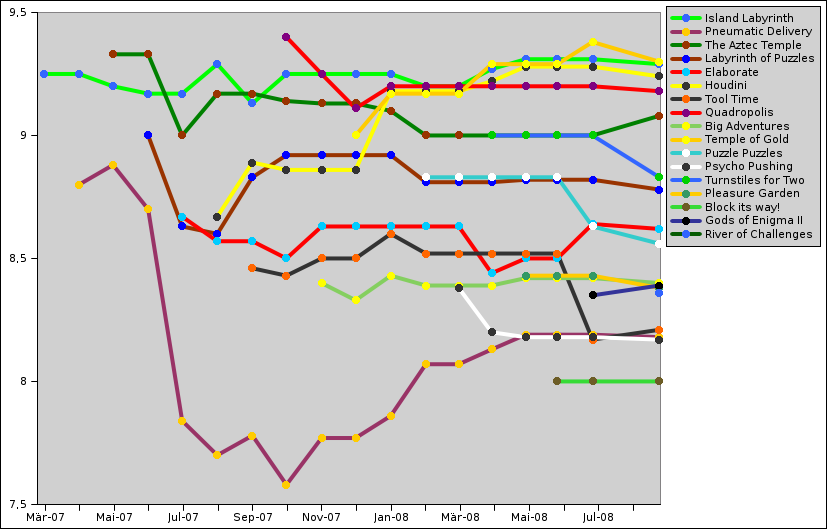 9,5
9
8,5
8
7,5
Mär-07 Mai-07 Jul-07 Sep-07 Nov-07 Jan-08 Mär-08 Mai-08 Jul-08
Island Labyrinth
Pneumatic Delivery
The Aztec Temple
Labyrinth of Puzzles
Elaborate
Houdini
Tool Time
Quadropolis
Big Adventures
Temple of Gold
Puzzle Puzzles
Psycho Pushing
Turnstiles for Two
Pleasure Garden
Block its way!
Gods of Enigma II
River of Challenges